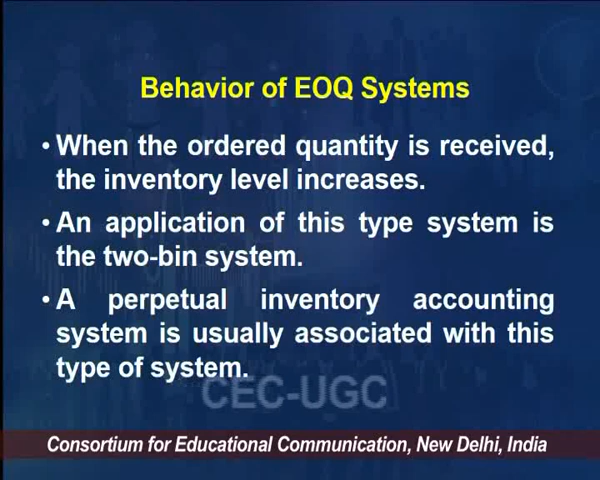 Behavior of EOQ Systems
• When the ordered quantity is received,
the inventory level increases.
• An application of this type system is
the two-bin system.
• A perpetual inventory accounting
system is usually associated with this
type of system.
CEC-UGC
Consortium for Educational Communication, New Delhi, India